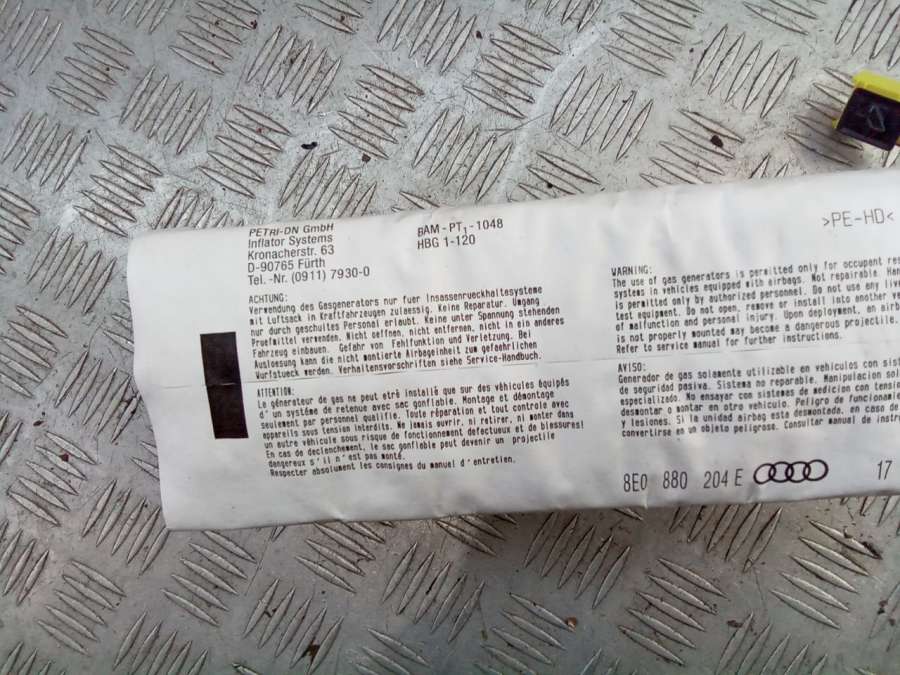 PETRI-DN GmbH
Inflator Systems
Kronacherstr. 63
D-90765 Fürth
Tel. -Nr. (0911) 7930-0
BAM - PT₁ - 1048
HBG 1-120
>PE-HD<
ACHTUNG:
Verwendung des Gasgenerators nur fuer Insassenrueckhaltesysteme
mit Luftsack in Kraftfahrzeugen zulaessig. Keine Reparatur. Umgang
nur durch geschultes Personal erlaubt. Keine unter Spannung stehenden
Pruefmittel verwenden. Nicht oeffnen, nicht entfernen, nicht in ein anderes
Fahrzeug einbauen. Gefahr von Fehlfunktion und Verletzung. Bei
Ausloesung kann die nicht montierte Airbageinheit zum gefaehrlichen
Wurfstueck werden. Verhaltensvorschriften siehe Service-Handbuch.
ATTENTION:
Le générateur de gaz ne peut etré installé que sur des véhicules équipés
d'un système de retenue avec sac gonflable. Montage et démontage
seulement par personnel qualifie. Toute réparation et tout controle avec
appareils sous tension interdits. Ne jamais ouvrir, ni retirer, ni monter dans
un autre véhicule sous risque de fonctionnement défectueux et de blessures!
En cas de declenchement, le sac gonflable peut devenir un projectile
dangereux s'il n'est pas monté.
Respecter absolument les consignes du manuel d'entretien.
WARNING:
The use of gas generators is permitted only for occupant res
systems in vehicles equipped with airbags. Not repairable. Han
is permitted only by authorized personnel. Do not use any live
test equipment. Do not open, remove or install into another ve
of malfunction and personal injury. Upon deployment, an airb
is not properly mounted may become a dangerous projectile.
Refer to service manual for further instructions.
AVISO:
Generador de gas solamente utilizable en vehículos con sist
de seguridad pasiva. Sistema no reparable. Manipulacion sol
especializado. No ensayar con sistemas de medicion con tensio
desmontar o montar en otro vehículo. Peligro de funcionamie
y lesiones. Si la unidad airbag esta desmontada, en caso de
convertirse en un objeto peligroso. Consultar manual de instru
8E0 880 204 E
17